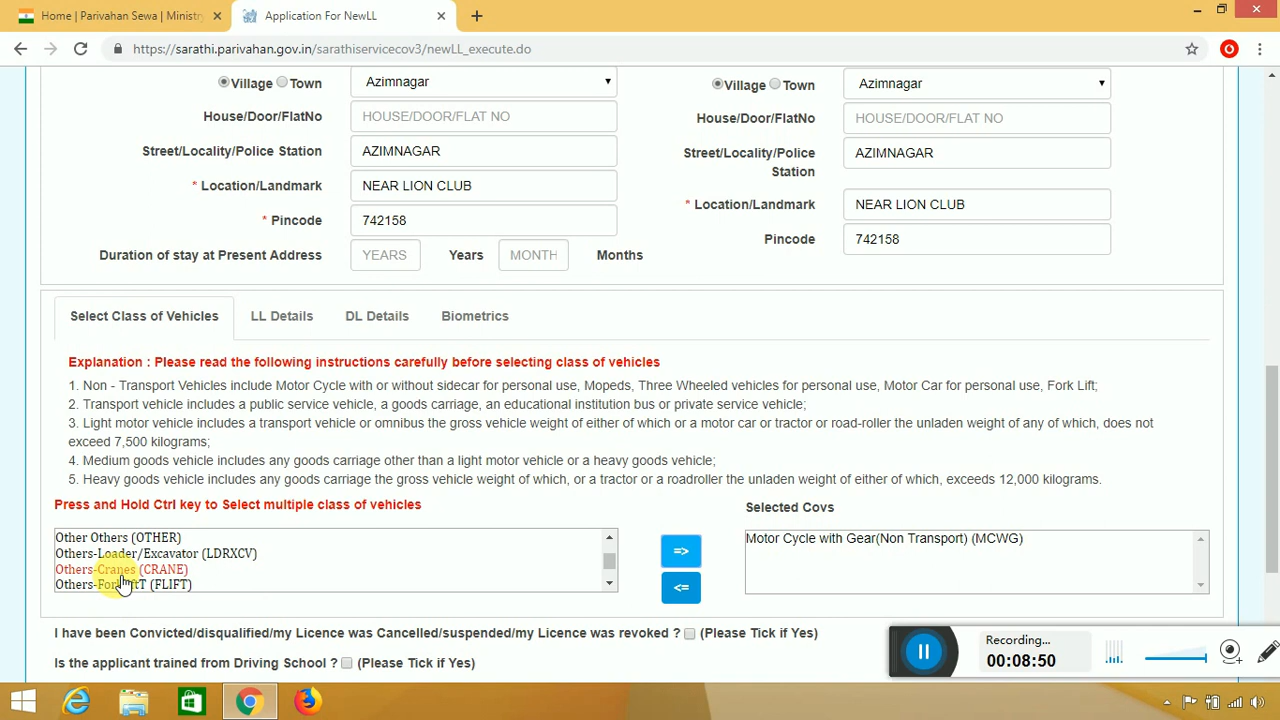 Home | Parivahan Sewa | Ministry
Application For NewLL
https://sarathi.parivahan.gov.in/sarathiservicecov3/newLL_execute.do
Village Town Azimnagar
Village Town Azimnagar
House/Door/FlatNo HOUSE/DOOR/FLAT NO
House/Door/FlatNo HOUSE/DOOR/FLAT NO
Street/Locality/Police Station AZIMNAGAR
Street/Locality/Police AZIMNAGAR
Station
* Location/Landmark NEAR LION CLUB
* Location/Landmark NEAR LION CLUB
* Pincode 742158
Pincode 742158
Duration of stay at Present Address YEARS Years MONTH Months
Select Class of Vehicles LL Details DL Details Biometrics
Explanation : Please read the following instructions carefully before selecting class of vehicles
1. Non - Transport Vehicles include Motor Cycle with or without sidecar for personal use, Mopeds, Three Wheeled vehicles for personal use, Motor Car for personal use, Fork Lift;
2. Transport vehicle includes a public service vehicle, a goods carriage, an educational institution bus or private service vehicle;
3. Light motor vehicle includes a transport vehicle or omnibus the gross vehicle weight of either of which or a motor car or tractor or road-roller the unladen weight of any of which, does not
exceed 7,500 kilograms;
4. Medium goods vehicle includes any goods carriage other than a light motor vehicle or a heavy goods vehicle;
5. Heavy goods vehicle includes any goods carriage the gross vehicle weight of which, or a tractor or a roadroller the unladen weight of either of which, exceeds 12,000 kilograms.
Press and Hold Ctrl key to Select multiple class of vehicles
Selected Covs
Other Others (OTHER)
Others-Loader/Excavator (LDRXCV)
Others-Cranes (CRANE)
(FLIFT)
=>
<=
Motor Cycle with Gear(Non Transport) (MCWG)
I have been Convicted/disqualified/my Licence was Cancelled/suspended/my Licence was revoked ? (Please Tick if Yes)
Is the applicant trained from Driving School ? (Please Tick if Yes)
Recording...
00:08:50